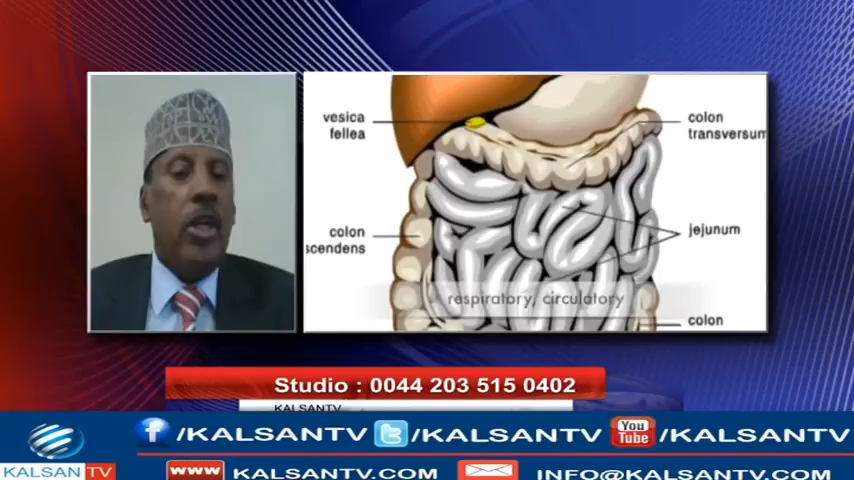 vesica
fellea
colon
transversum
colon
scendens
jejunum
respiratory, circulatory
colon
Studio : 0044 203 515 0402
KALSANTV
f /KALSANTV t /KALSANTV You Tube /KALSANTV
KALSAN TV
www KALSANTV.COM INFO@KALSANTV.COM